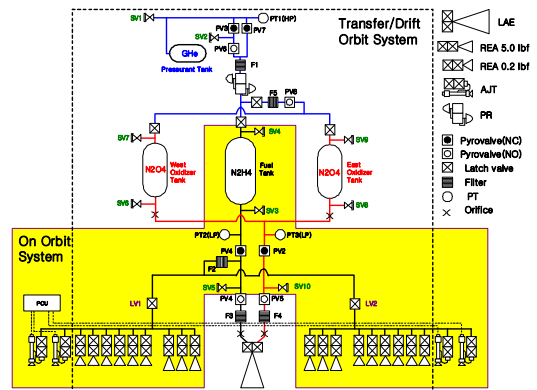 SV1
PT1(HP)
Transfer/Drift
Orbit System
LAE
PV3
PV7
SV2
PV6
REA 5.0 lbf
GHe
Pressurant Tank
F1
REA 0.2 lbf
AJT
F5
PV8
PR
SV7
SV4
SV9
Pyrovalve(NC)
West
Oxidizer
Tank
N2O4
N2H4
Fuel
Tank
N2O4
East
Oxidizer
Tank
Pyrovalve(NO)
Latch valve
Filter
SV6
SV3
SV8
PT
Orifice
PT2(LP)
PT3(LP)
On Orbit
System
PV4
PV2
F2
SV5
SV10
PCU
LV1
PV4
PV5
LV2
F3
F4